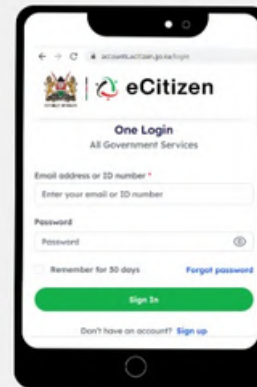 accounts.ecitizen.go.ke/login
eCitizen
One Login
All Government Services
Email address or ID number *
Enter your email or ID number
Password
Password
Remember for 30 days
Forgot password
Sign In
Don't have an account? Sign up